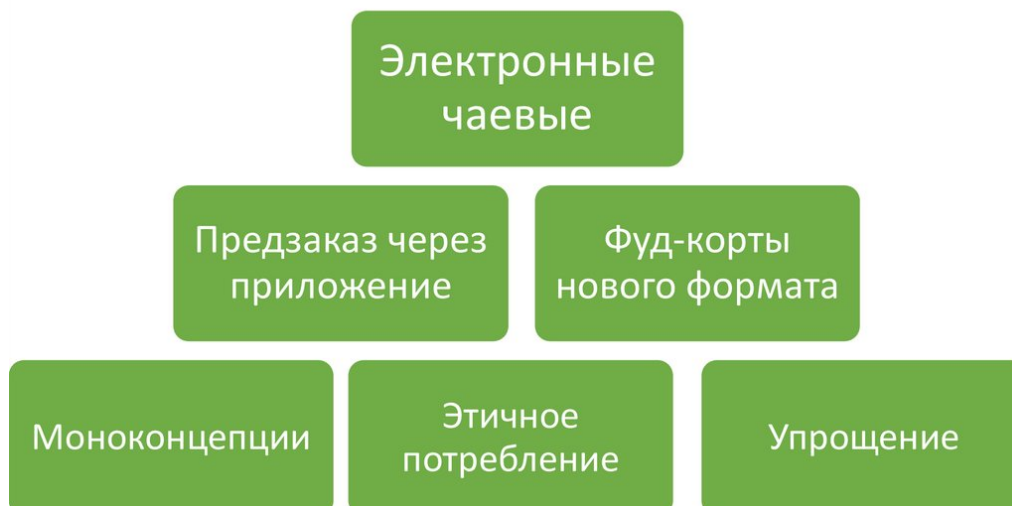 Электронные
чаевые
Предзаказ через
приложение
Фуд-корты
нового формата
Моноконцепции
Этичное
потребление
Упрощение